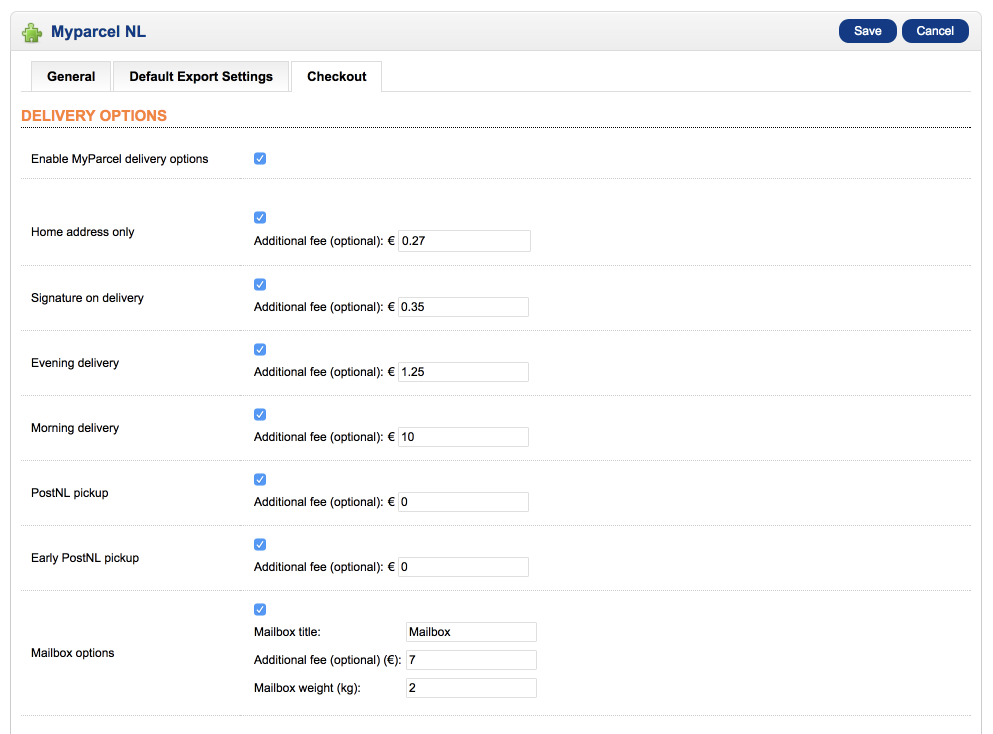 Myparcel NL
Save
Cancel
General
Default Export Settings
Checkout
DELIVERY OPTIONS
Enable MyParcel delivery options
Home address only
Additional fee (optional): € 0.27
Signature on delivery
Additional fee (optional): € 0.35
Evening delivery
Additional fee (optional): € 1.25
Morning delivery
Additional fee (optional): € 10
PostNL pickup
Additional fee (optional): € 0
Early PostNL pickup
Additional fee (optional): € 0
Mailbox options
Mailbox title: Mailbox
Additional fee (optional) (€): 7
Mailbox weight (kg): 2